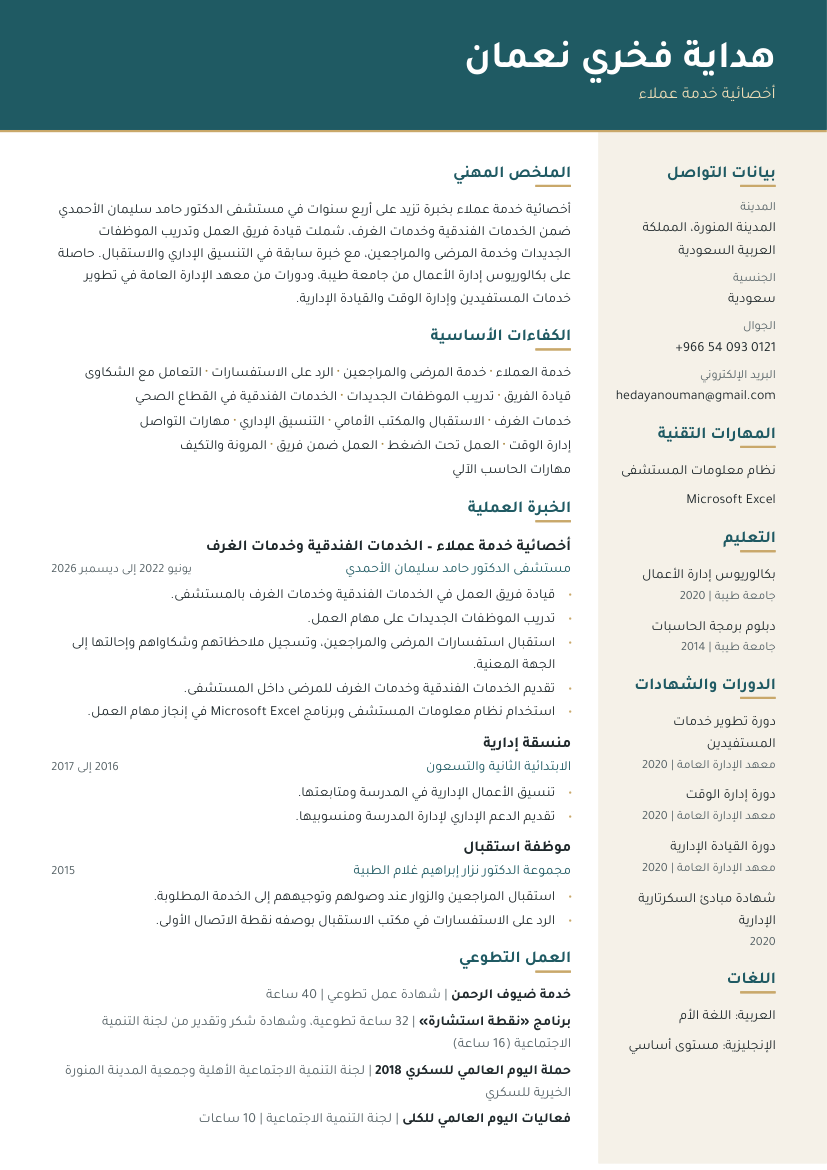 هداية فخري نعمان
أخصائية خدمة عملاء
بيانات التواصل
المدينة
المدينة المنورة، المملكة
العربية السعودية
الجنسية
سعودية
الجوال
+966 54 093 0121
البريد الإلكتروني
hedayanouman@gmail.com
المهارات التقنية
نظام معلومات المستشفى
Microsoft Excel
التعليم
بكالوريوس إدارة الأعمال
جامعة طيبة | 2020
دبلوم برمجة الحاسبات
جامعة طيبة | 2014
الدورات والشهادات
دورة تطوير خدمات
المستفيدين
معهد الإدارة العامة | 2020
دورة إدارة الوقت
معهد الإدارة العامة | 2020
دورة القيادة الإدارية
معهد الإدارة العامة | 2020
شهادة مبادئ السكرتارية
الإدارية
2020
اللغات
العربية: اللغة الأم
الإنجليزية: مستوى أساسي
الملخص المهني
أخصائية خدمة عملاء بخبرة تزيد على أربع سنوات في مستشفى الدكتور حامد سليمان الأحمدي
ضمن الخدمات الفندقية وخدمات الغرف، شملت قيادة فريق العمل وتدريب الموظفات
الجديدات وخدمة المرضى والمراجعين، مع خبرة سابقة في التنسيق الإداري والاستقبال. حاصلة
على بكالوريوس إدارة الأعمال من جامعة طيبة، ودورات من معهد الإدارة العامة في تطوير
خدمات المستفيدين وإدارة الوقت والقيادة الإدارية.
الكفاءات الأساسية
خدمة العملاء · خدمة المرضى والمراجعين · الرد على الاستفسارات · التعامل مع الشكاوى
قيادة الفريق · تدريب الموظفات الجديدات · الخدمات الفندقية في القطاع الصحي
خدمات الغرف · الاستقبال والمكتب الأمامي · التنسيق الإداري · مهارات التواصل
إدارة الوقت · العمل تحت الضغط · العمل ضمن فريق · المرونة والتكيف
مهارات الحاسب الآلي
الخبرة العملية
أخصائية خدمة عملاء – الخدمات الفندقية وخدمات الغرف
مستشفى الدكتور حامد سليمان الأحمدي يونيو 2022 إلى ديسمبر 2026
· قيادة فريق العمل في الخدمات الفندقية وخدمات الغرف بالمستشفى.
· تدريب الموظفات الجديدات على مهام العمل.
· استقبال استفسارات المرضى والمراجعين، وتسجيل ملاحظاتهم وشكاواهم وإحالتها إلى
الجهة المعنية.
· تقديم الخدمات الفندقية وخدمات الغرف للمرضى داخل المستشفى.
· استخدام نظام معلومات المستشفى وبرنامج Microsoft Excel في إنجاز مهام العمل.
منسقة إدارية
الابتدائية الثانية والتسعون 2016 إلى 2017
· تنسيق الأعمال الإدارية في المدرسة ومتابعتها.
· تقديم الدعم الإداري لإدارة المدرسة ومنسوبيها.
موظفة استقبال
مجموعة الدكتور نزار إبراهيم غلام الطبية 2015
· استقبال المراجعين والزوار عند وصولهم وتوجيههم إلى الخدمة المطلوبة.
· الرد على الاستفسارات في مكتب الاستقبال بوصفه نقطة الاتصال الأولى.
العمل التطوعي
خدمة ضيوف الرحمن | شهادة عمل تطوعي | 40 ساعة
برنامج «نقطة استشارة» | 32 ساعة تطوعية، وشهادة شكر وتقدير من لجنة التنمية
الاجتماعية (16 ساعة)
حملة اليوم العالمي للسكري 2018 | لجنة التنمية الاجتماعية الأهلية وجمعية المدينة المنورة
الخيرية للسكري
فعاليات اليوم العالمي للكلى | لجنة التنمية الاجتماعية | 10 ساعات